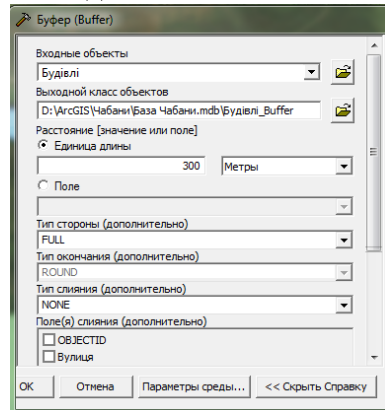 Буфер (Buffer)
Входные объекты
Будівлі
Выходной класс объектов
D:\ArcGIS\Чабани\База Чабани.mdb\Будівлі_Buffer
Расстояние [значение или поле]
Единица длины
300 Метры
Поле
Тип стороны (дополнительно)
FULL
Тип окончания (дополнительно)
ROUND
Тип слияния (дополнительно)
NONE
Поле(я) слияния (дополнительно)
OBJECTID
Вулиця
OK Отмена Параметры среды... << Скрыть Справку